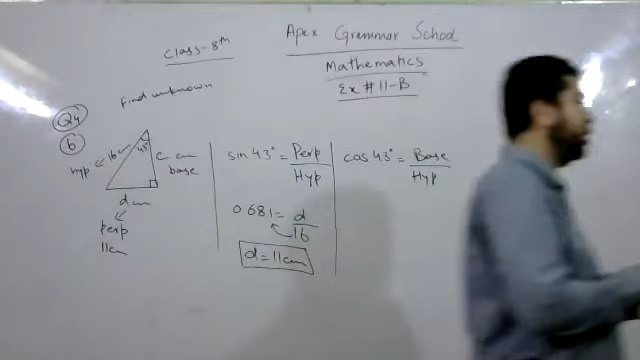 Apex Grammar School
Class-8th
Mathematics
Ex # 11-B
Find unknown
Q4
b
43°
hyp ← 16
c cm
base
d cm
perp
11cm
sin 43° = Perp / Hyp
0.681 = d / 16
d = 11cm
cos 43° = Base / Hyp